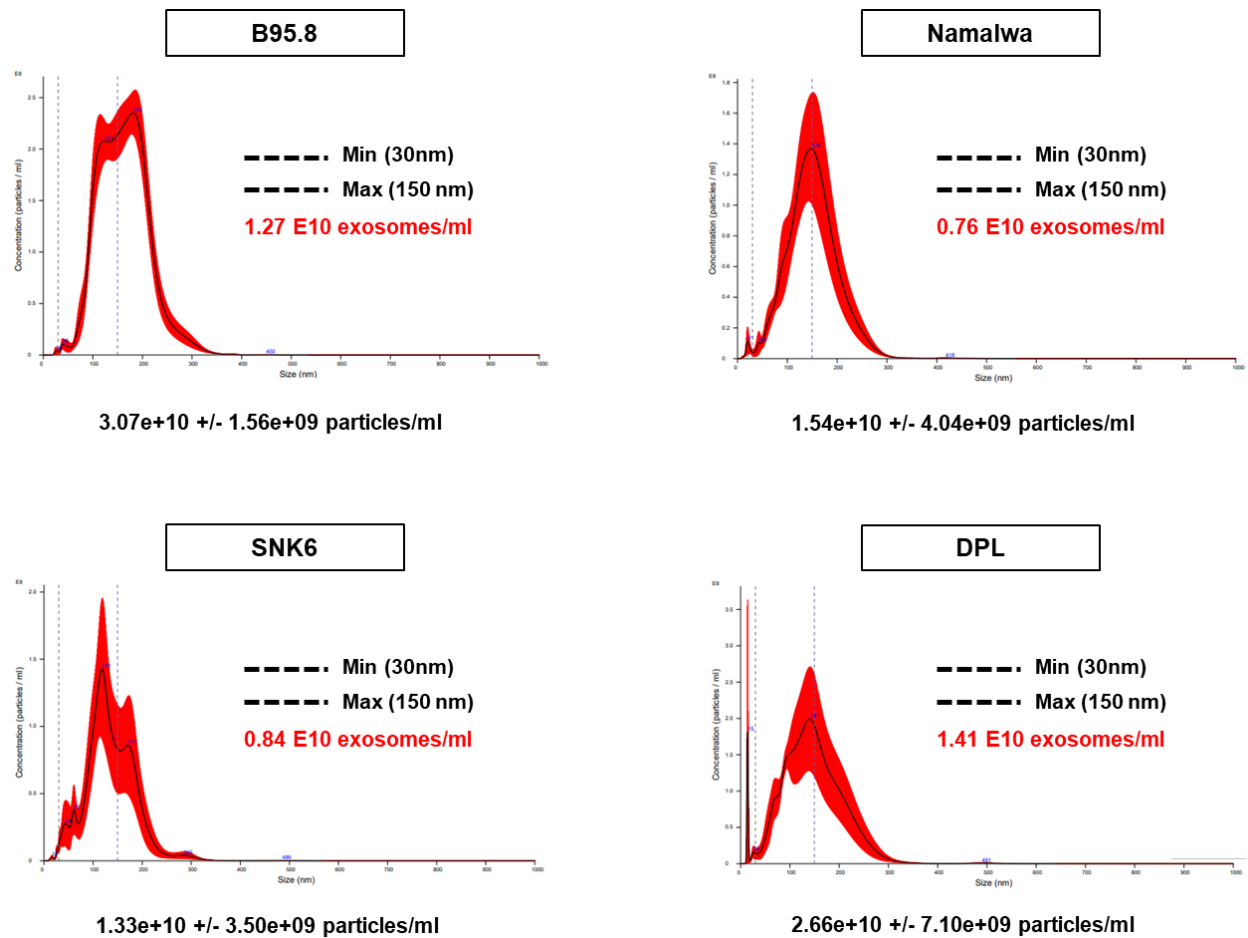 B95.8
E8
2.5
2.0
1.5
1.0
0.5
0
Concentration (particles / ml)
0
100
200
300
400
500
600
700
800
900
1000
450
Size (nm)
Min (30nm)
Max (150 nm)
1.27 E10 exosomes/ml
3.07e+10 +/- 1.56e+09 particles/ml
Namalwa
E8
1.8
1.6
1.4
1.2
1.0
0.8
0.6
0.4
0.2
0
Concentration (particles / ml)
0
100
200
300
400
500
600
700
800
900
1000
Size (nm)
Min (30nm)
Max (150 nm)
0.76 E10 exosomes/ml
1.54e+10 +/- 4.04e+09 particles/ml
SNK6
E8
2.0
1.5
1.0
0.5
0
Concentration (particles / ml)
0
100
200
300
400
500
600
700
800
900
1000
486
Size (nm)
Min (30nm)
Max (150 nm)
0.84 E10 exosomes/ml
1.33e+10 +/- 3.50e+09 particles/ml
DPL
E8
3.5
3.0
2.5
2.0
1.5
1.0
0.5
0
Concentration (particles / ml)
0
100
200
300
400
500
600
700
800
900
1000
491
Size (nm)
Min (30nm)
Max (150 nm)
1.41 E10 exosomes/ml
2.66e+10 +/- 7.10e+09 particles/ml